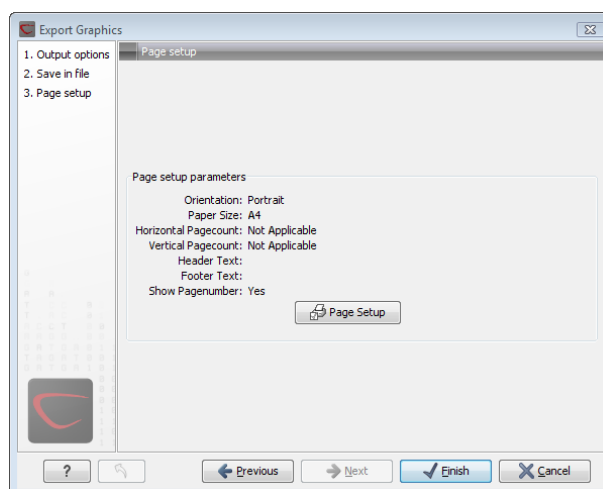 Export Graphics
1. Output options
2. Save in file
3. Page setup
Page setup
Page setup parameters
Orientation: Portrait
Paper Size: A4
Horizontal Pagecount: Not Applicable
Vertical Pagecount: Not Applicable
Header Text:
Footer Text:
Show Pagenumber: Yes
Page Setup
?
Previous
Next
Finish
Cancel